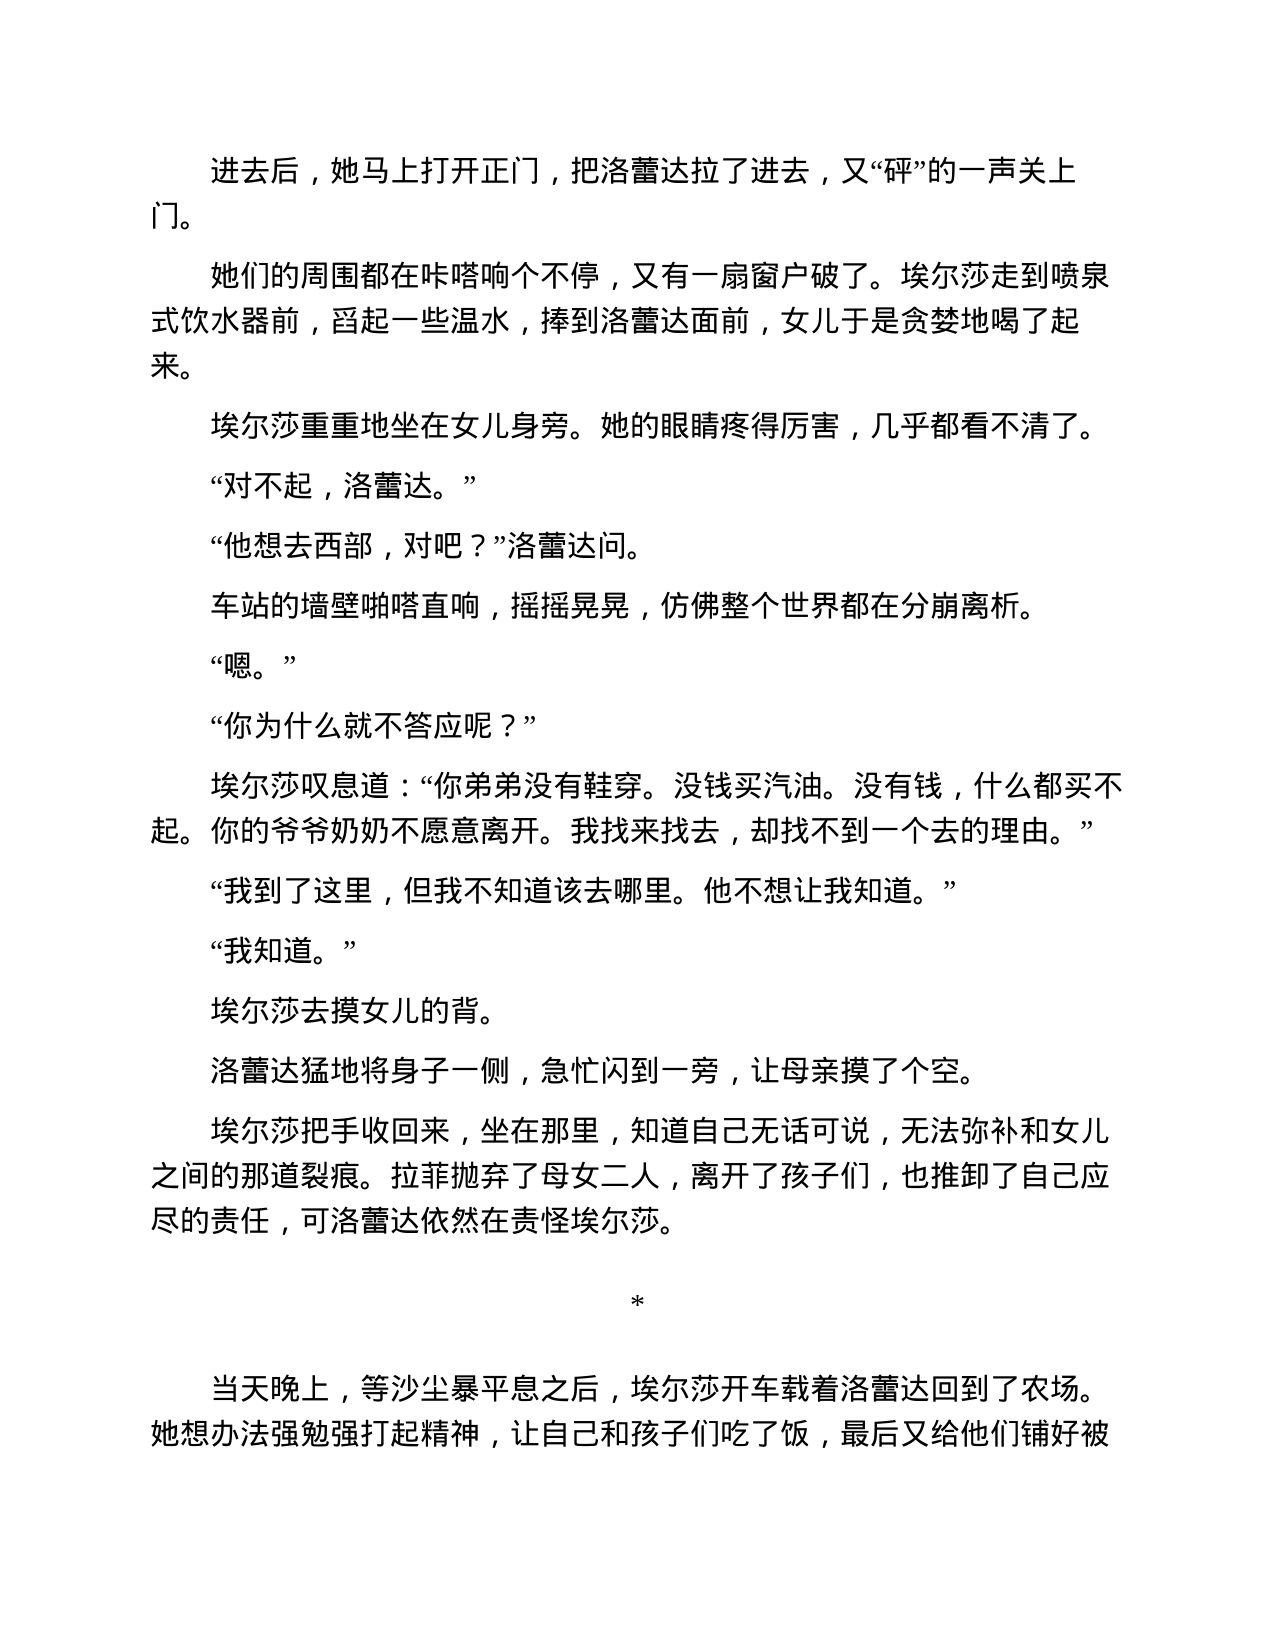 进去后，她马上打开正门，把洛蕾达拉了进去，又“砰”的一声关上
门。
她们的周围都在咔嗒响个不停，又有一扇窗户破了。埃尔莎走到喷泉
式饮水器前，舀起一些温水，捧到洛蕾达面前，女儿于是贪婪地喝了起
来。
埃尔莎重重地坐在女儿身旁。她的眼睛疼得厉害，几乎都看不清了。
“对不起，洛蕾达。”
“他想去西部，对吧？”洛蕾达问。
车站的墙壁啪嗒直响，摇摇晃晃，仿佛整个世界都在分崩离析。
“嗯。”
“你为什么就不答应呢？”
埃尔莎叹息道：“你弟弟没有鞋穿。没钱买汽油。没有钱，什么都买不
起。你的爷爷奶奶不愿意离开。我找来找去，却找不到一个去的理由。”
“我到了这里，但我不知道该去哪里。他不想让我知道。”
“我知道。”
埃尔莎去摸女儿的背。
洛蕾达猛地将身子一侧，急忙闪到一旁，让母亲摸了个空。
埃尔莎把手收回来，坐在那里，知道自己无话可说，无法弥补和女儿
之间的那道裂痕。拉菲抛弃了母女二人，离开了孩子们，也推卸了自己应
尽的责任，可洛蕾达依然在责怪埃尔莎。
*
当天晚上，等沙尘暴平息之后，埃尔莎开车载着洛蕾达回到了农场。
她想办法强勉强打起精神，让自己和孩子们吃了饭，最后又给他们铺好被